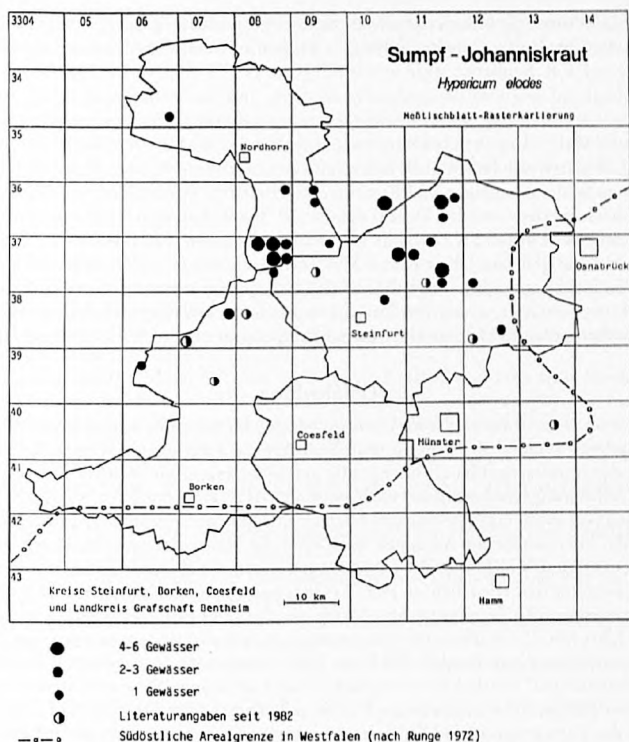 3304 05 06 07 08 09 10 11 12 13 14
34
Sumpf-Johanniskraut
Hypericum elodes
Meßtischblatt-Rasterkartierung
35
Nordhorn
36
37
Osnabrück
38
Steinfurt
39
40
Münster
Coesfeld
41
Borken
42
43
Kreise Steinfurt, Borken, Coesfeld
und Landkreis Grafschaft Bentheim
10 km
Hamm
4-6 Gewässer
2-3 Gewässer
1 Gewässer
Literaturangaben seit 1982
Südöstliche Arealgrenze in Westfalen (nach Runge 1972)